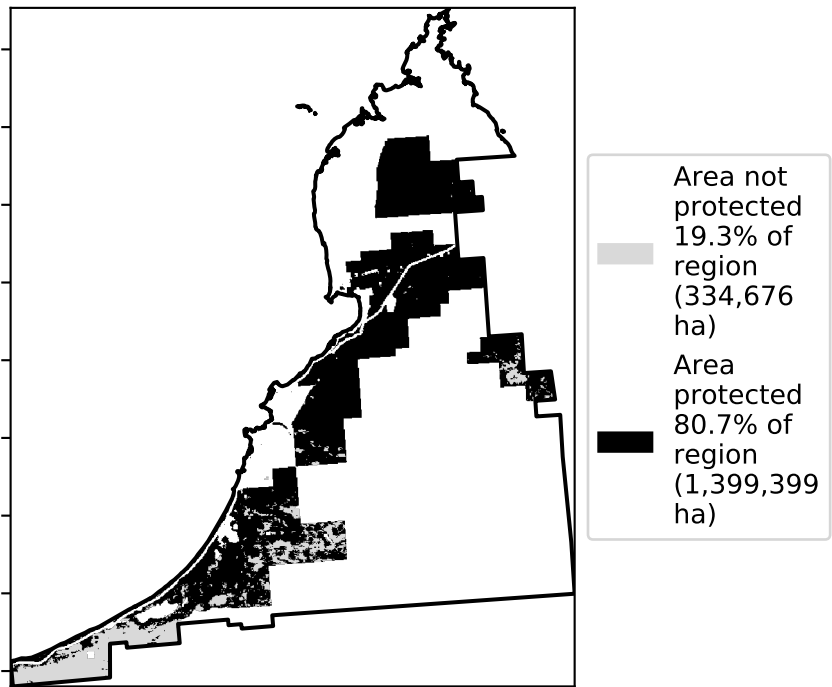 Area not
protected
19.3% of
region
(334,676
ha)
Area
protected
80.7% of
region
(1,399,399
ha)